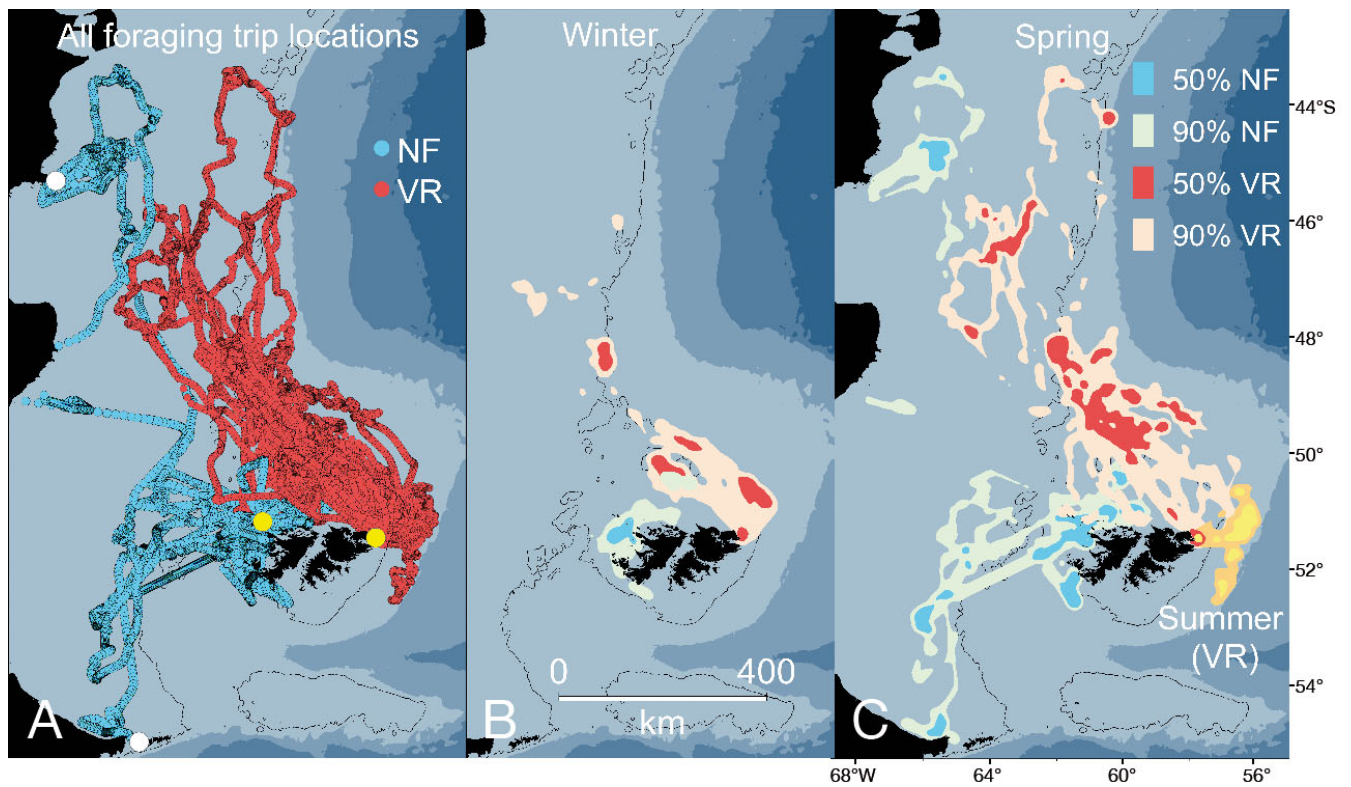 All foraging trip locations
NF
VR
A
Winter
0 400
km
B
Spring
50% NF
90% NF
50% VR
90% VR
Summer
(VR)
C
44°S
46°
48°
50°
52°
54°
68°W 64° 60° 56°